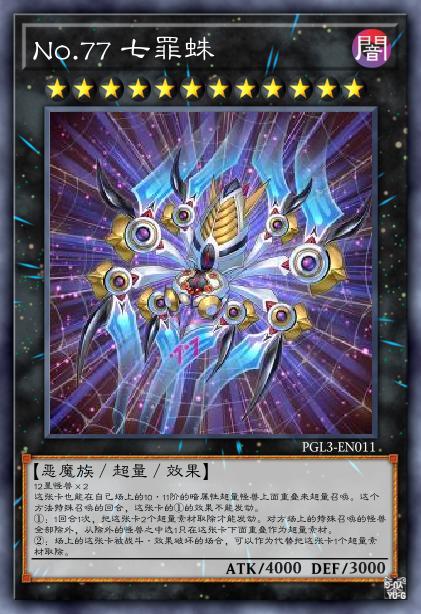 No.77 七罪蛛
闇
77
PGL3-EN011
【恶魔族／超量／效果】
12星怪兽×2
这张卡也能在自己场上的10·11阶的暗属性超量怪兽上面重叠来超量召唤。这个
方法特殊召唤的回合，这张卡的①的效果不能发动。
①：1回合1次，把这张卡2个超量素材取除才能发动。对方场上的特殊召唤的怪兽
全部除外，从除外的怪兽之中选1只在这张卡下面重叠作为超量素材。
②：场上的这张卡被战斗·效果破坏的场合，可以作为代替把这张卡1个超量素
材取除。
ATK/4000 DEF/3000